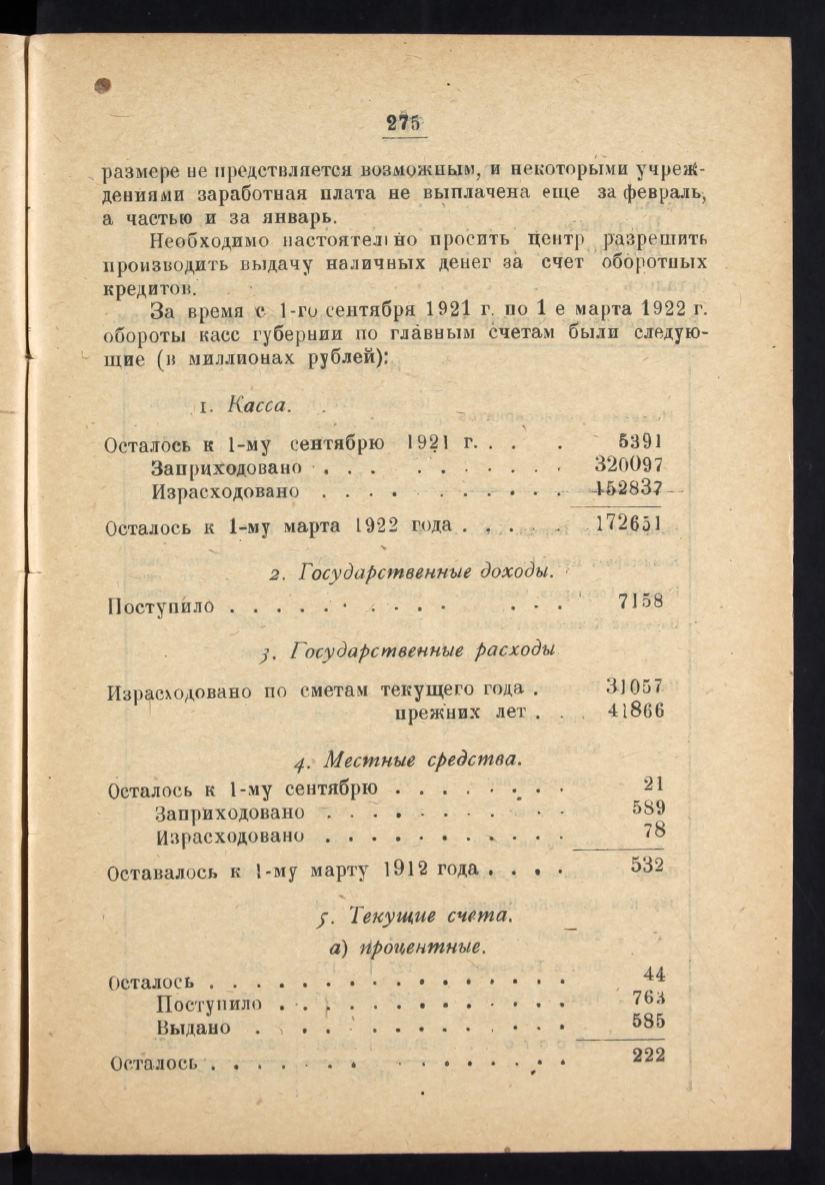 275
размере не предствляется возможным, и некоторыми учреж-
дениями заработная плата не выплачена еще за февраль,
а частью и за январь.
Необходимо настоятельно просить центр разрешить
производить выдачу наличных денег за счет оборотных
кредитов.
За время с 1-го сентября 1921 г. по 1 е марта 1922 г.
обороты касс губернии по главным счетам были следую-
щие (в миллионах рублей):
1. Касса.
Осталось к 1-му сентябрю 1921 г. . . . 5391
Заприходовано . . . . . . . . . . 320097
Израсходовано . . . . . . . . . . 152837
Осталось к 1-му марта 1922 года . . . . . 172651
2. Государственные доходы.
Поступило . . . . . . . . . . . . 7158
3. Государственные расходы
Израсходовано по сметам текущего года . 31057
прежних лет . . . 41866
4. Местные средства.
Осталось к 1-му сентябрю . . . . . . . . 21
Заприходовано . . . . . . . . . . 589
Израсходовано . . . . . . . . . . . 78
Оставалось к 1-му марту 1912 года . . . . 532
5. Текущие счета.
а) процентные.
Осталось . . . . . . . . . . . . . . . . 44
Поступило . . . . . . . . . . . . . 763
Выдано . . . . . . . . . . . . . 585
Осталось . . . . . . . . . . . . . . 222